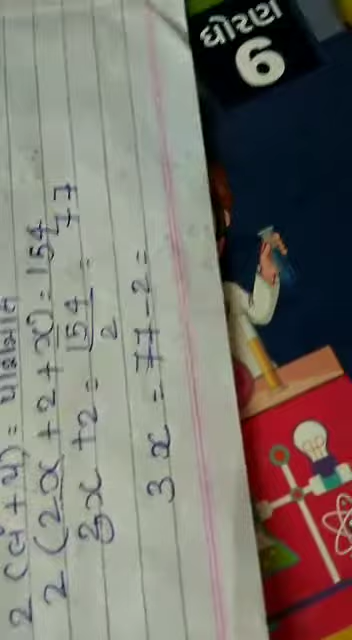 2 (લં + પ) = પરિમિતિ
2 (2x + 2 + x) = 154
3x + 2 = 154/2 = 77
3x = 77 - 2 =
ધોરણ
6